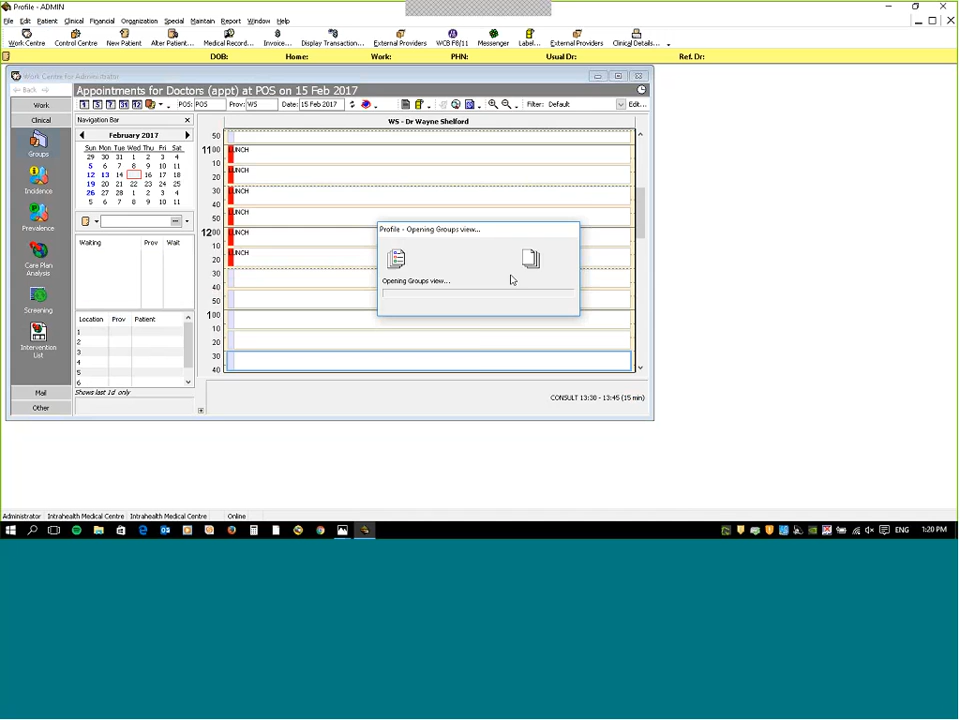 Profile - ADMIN
File Edit Patient Clinical Financial Organization Special Maintain Report Window Help
Work Centre Control Centre New Patient Alter Patient... Medical Record... Invoice... Display Transaction... External Providers WCB F8/11 Messenger Label... External Providers Clinical Details...
DOB: Home: Work: PHN: Usual Dr: Ref. Dr:
Work Centre for Administrator
Back
Appointments for Doctors (appt) at POS on 15 Feb 2017
Work
POS: POS Prov: WS Date: 15 Feb 2017 Filter: Default Edit...
Clinical
Navigation Bar
WS - Dr Wayne Shelford
February 2017
Sun Mon Tue Wed Thu Fri Sat
29 30 31 1 2 3 4
5 6 7 8 9 10 11
12 13 14 16 17 18
19 20 21 22 23 24 25
26 27 28 1 2 3 4
5 6 7 8 9 10 11
Groups
Incidence
Prevalence
Care Plan
Analysis
Screening
Intervention
List
Mail
Other
Waiting Prov Wait
Location Prov Patient
1
2
3
4
5
6
Shows last 1d only
50
1100 LUNCH
10
20 LUNCH
30 LUNCH
40
50 LUNCH
1200 LUNCH
10
20 LUNCH
30
40
50
100
10
20
30
40
Profile - Opening Groups view...
Opening Groups view...
CONSULT 13:30 - 13:45 (15 min)
Administrator Intrahealth Medical Centre Intrahealth Medical Centre Online
ENG 1:20 PM